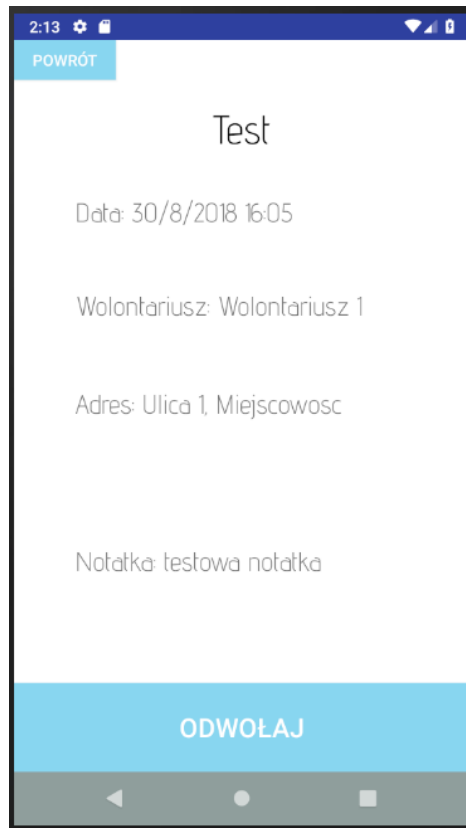 2:13
POWRÓT
Test
Data: 30/8/2018 16:05
Wolontariusz: Wolontariusz 1
Adres: Ulica 1, Miejscowosc
Notatka: testowa notatka
ODWOŁAJ